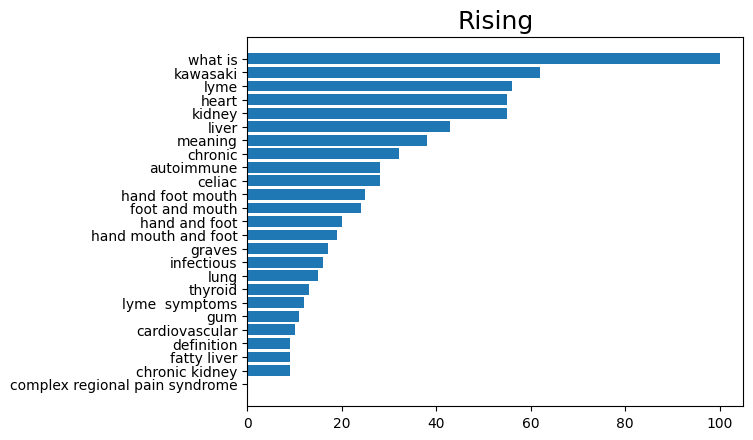 Rising
what is
kawasaki
lyme
heart
kidney
liver
meaning
chronic
autoimmune
celiac
hand foot mouth
foot and mouth
hand and foot
hand mouth and foot
graves
infectious
lung
thyroid
lyme  symptoms
gum
cardiovascular
definition
fatty liver
chronic kidney
complex regional pain syndrome
0 20 40 60 80 100